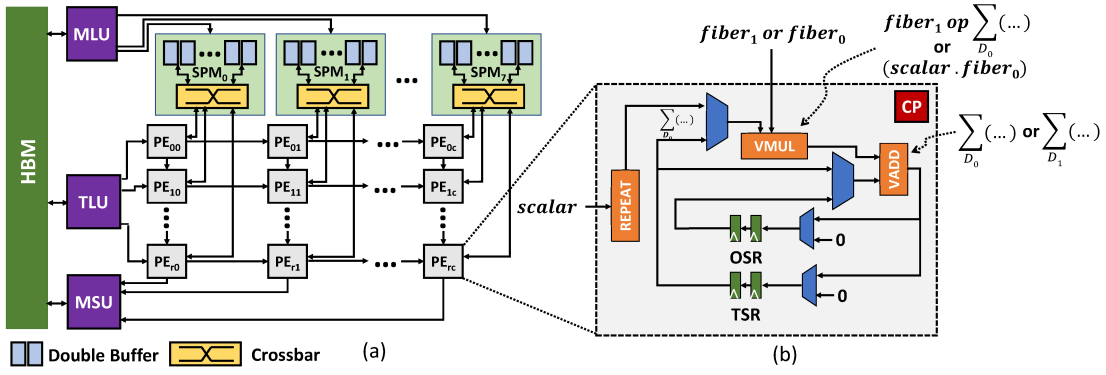 HBM
MLU
TLU
MSU
SPM0
SPM1
...
SPM7
PE00
PE01
...
PE0c
PE10
PE11
...
PE1c
PEr0
PEr1
...
PErc
Double Buffer
Crossbar
(a)
fiber1 or fiber0
fiber1 op ∑D0(...)
or
(scalar . fiber0)
CP
∑D0(...)
VMUL
∑D0(...) or ∑D1(...)
VADD
scalar
REPEAT
OSR
0
TSR
0
(b)